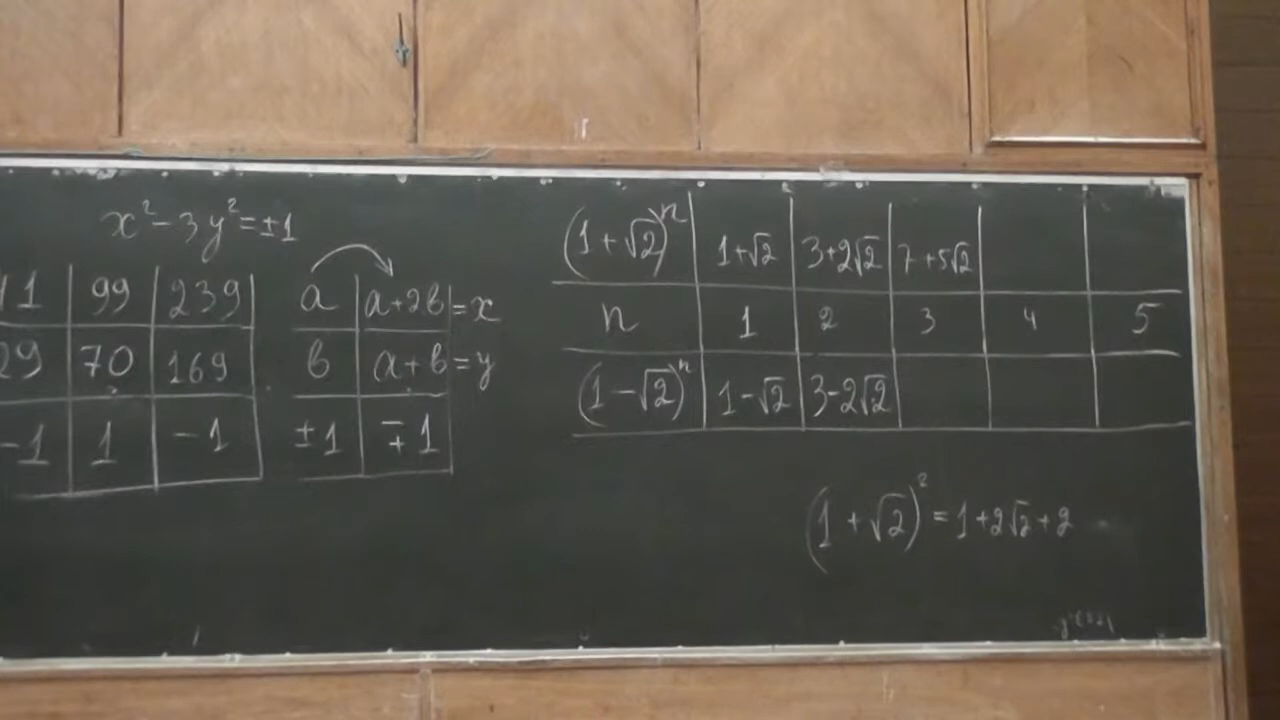 x² - 3y² = ±1
99 239
29 70 169
-1 1 -1
a a+2b = x
b a+b = y
±1 ∓1
(1+√2)ⁿ 1+√2 3+2√2 7+5√2
n 1 2 3 4 5
(1-√2)ⁿ 1-√2 3-2√2
(1+√2)² = 1+2√2+2